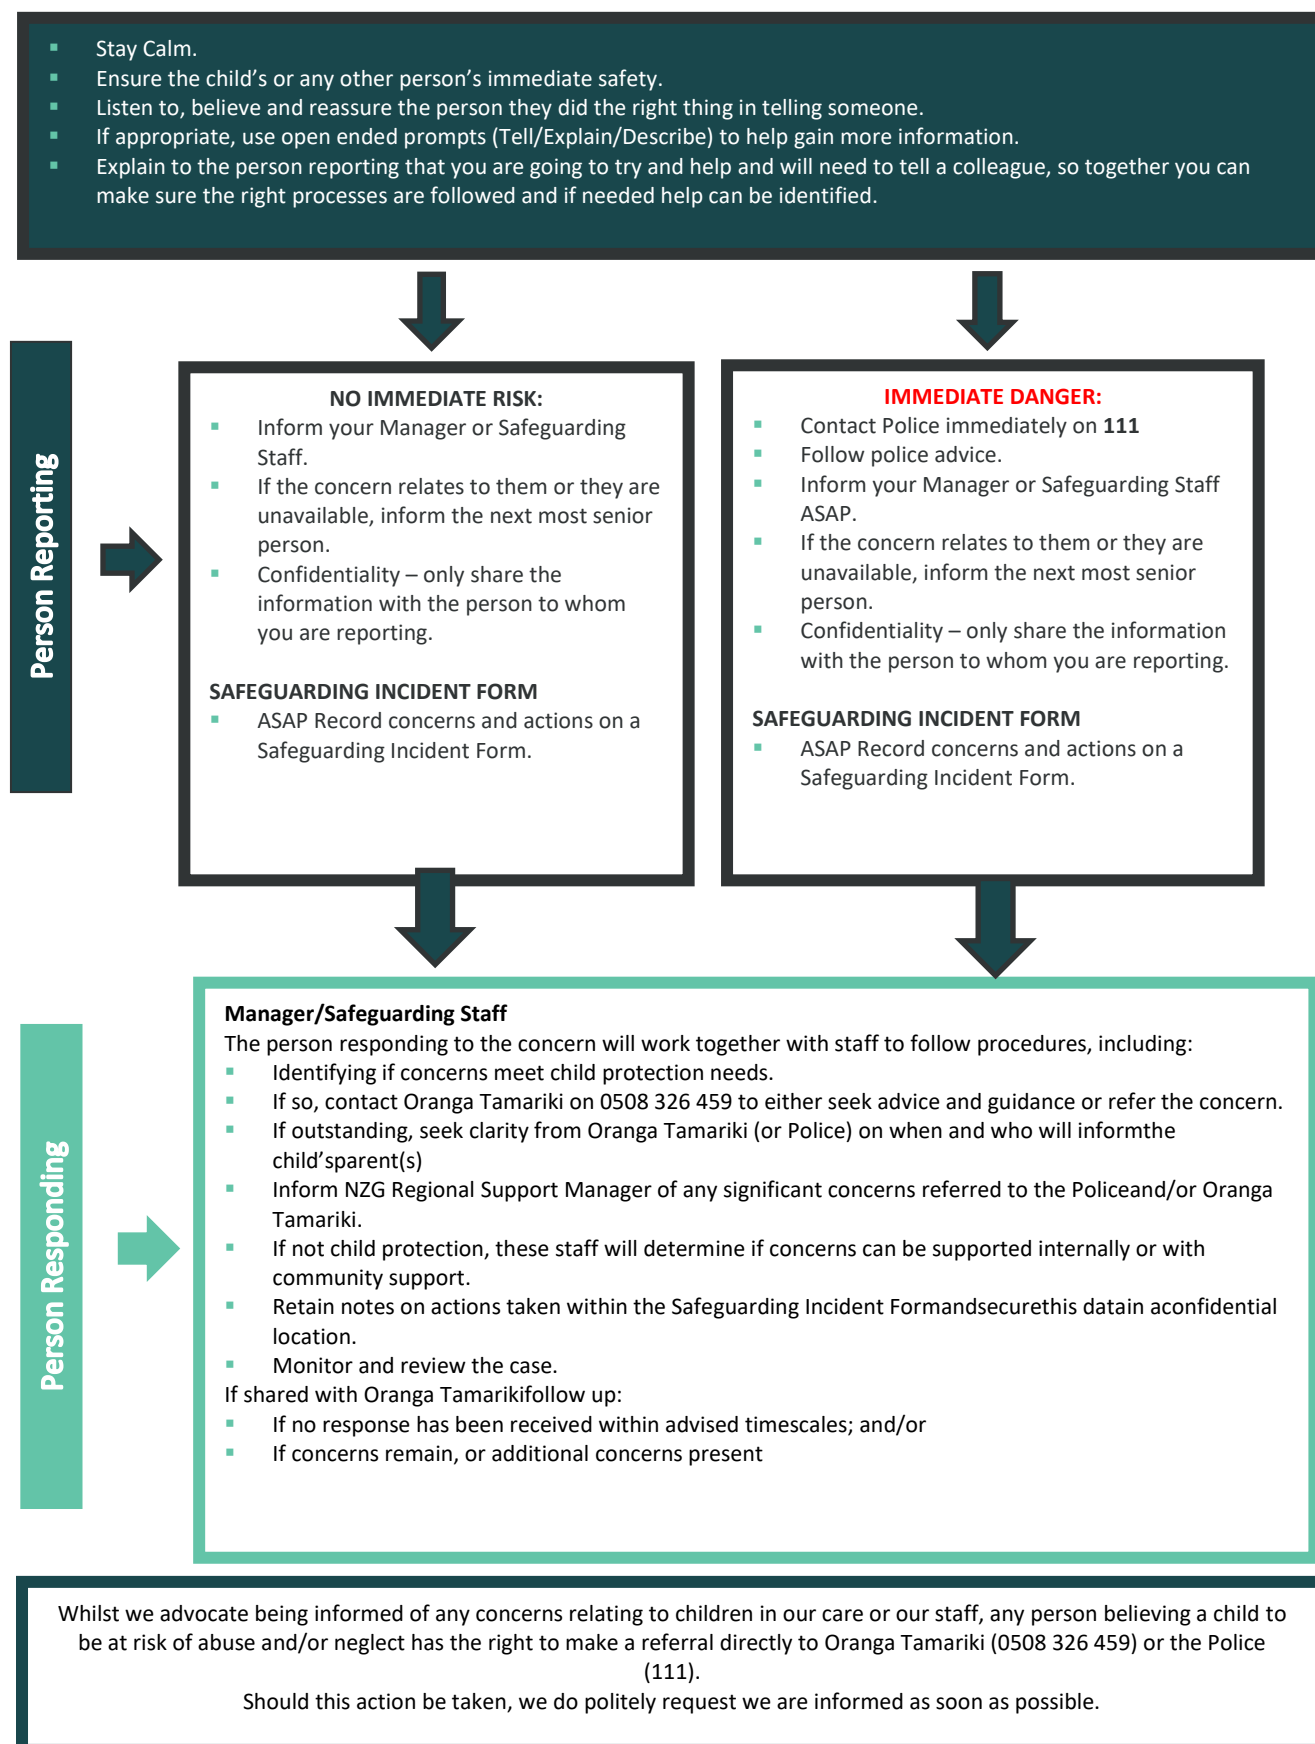 ▪ Stay Calm.
▪ Ensure the child's or any other person's immediate safety.
▪ Listen to, believe and reassure the person they did the right thing in telling someone.
▪ If appropriate, use open ended prompts (Tell/Explain/Describe) to help gain more information.
▪ Explain to the person reporting that you are going to try and help and will need to tell a colleague, so together you can
make sure the right processes are followed and if needed help can be identified.
Person Reporting
NO IMMEDIATE RISK:
▪ Inform your Manager or Safeguarding
Staff.
▪ If the concern relates to them or they are
unavailable, inform the next most senior
person.
▪ Confidentiality – only share the
information with the person to whom
you are reporting.
SAFEGUARDING INCIDENT FORM
▪ ASAP Record concerns and actions on a
Safeguarding Incident Form.
IMMEDIATE DANGER:
▪ Contact Police immediately on 111
▪ Follow police advice.
▪ Inform your Manager or Safeguarding Staff
ASAP.
▪ If the concern relates to them or they are
unavailable, inform the next most senior
person.
▪ Confidentiality – only share the information
with the person to whom you are reporting.
SAFEGUARDING INCIDENT FORM
▪ ASAP Record concerns and actions on a
Safeguarding Incident Form.
Person Responding
Manager/Safeguarding Staff
The person responding to the concern will work together with staff to follow procedures, including:
▪ Identifying if concerns meet child protection needs.
▪ If so, contact Oranga Tamariki on 0508 326 459 to either seek advice and guidance or refer the concern.
▪ If outstanding, seek clarity from Oranga Tamariki (or Police) on when and who will informthe
child'sparent(s)
▪ Inform NZG Regional Support Manager of any significant concerns referred to the Policeand/or Oranga
Tamariki.
▪ If not child protection, these staff will determine if concerns can be supported internally or with
community support.
▪ Retain notes on actions taken within the Safeguarding Incident Formandsecurethis datain aconfidential
location.
▪ Monitor and review the case.
If shared with Oranga Tamarikifollow up:
▪ If no response has been received within advised timescales; and/or
▪ If concerns remain, or additional concerns present
Whilst we advocate being informed of any concerns relating to children in our care or our staff, any person believing a child to
be at risk of abuse and/or neglect has the right to make a referral directly to Oranga Tamariki (0508 326 459) or the Police
(111).
Should this action be taken, we do politely request we are informed as soon as possible.